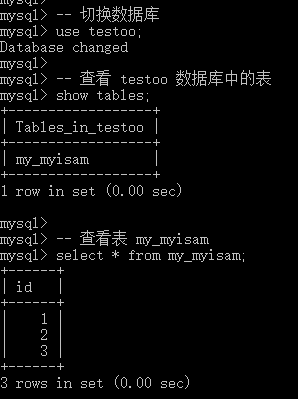 mysql> -- 切换数据库
mysql> use testoo;
Database changed
mysql>
mysql> -- 查看 testoo 数据库中的表
mysql> show tables;
+------------------+
| Tables_in_testoo |
+------------------+
| my_myisam        |
+------------------+
1 row in set (0.00 sec)

mysql>
mysql> -- 查看表 my_myisam
mysql> select * from my_myisam;
+------+
| id   |
+------+
|    1 |
|    2 |
|    3 |
+------+
3 rows in set (0.00 sec)